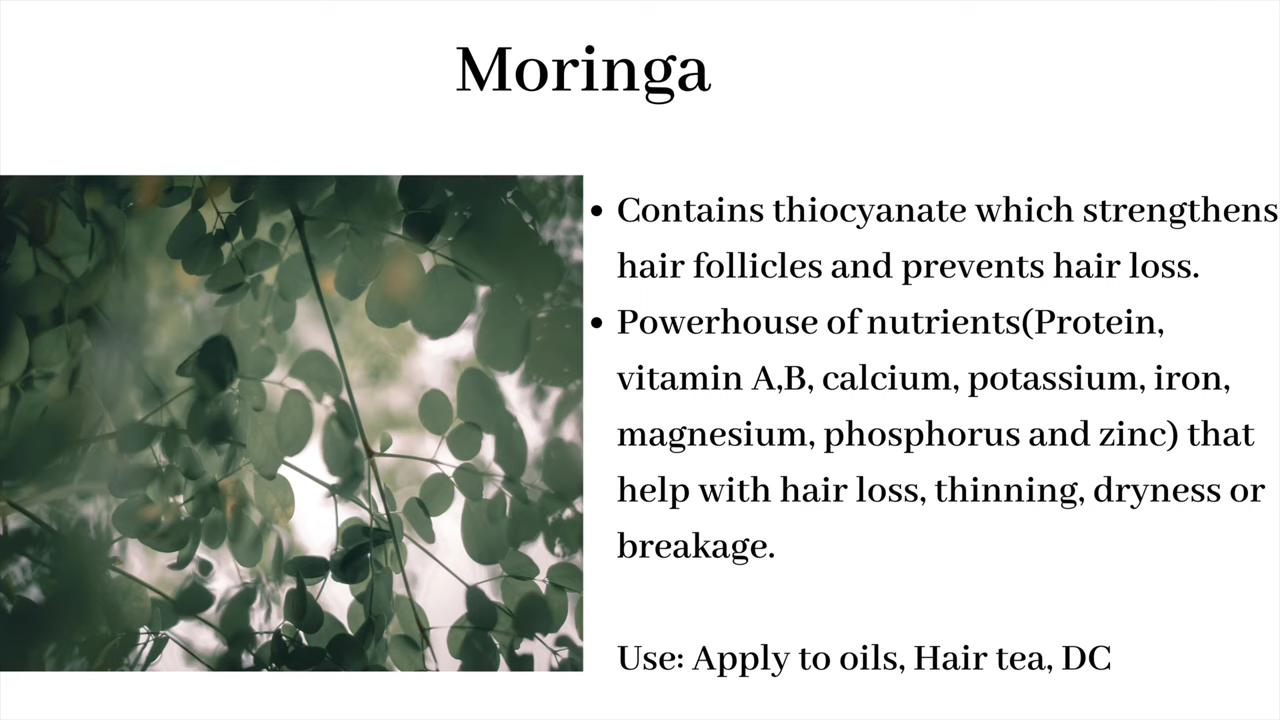 Moringa
• Contains thiocyanate which strengthens
hair follicles and prevents hair loss.
• Powerhouse of nutrients(Protein,
vitamin A,B, calcium, potassium, iron,
magnesium, phosphorus and zinc) that
help with hair loss, thinning, dryness or
breakage.
Use: Apply to oils, Hair tea, DC